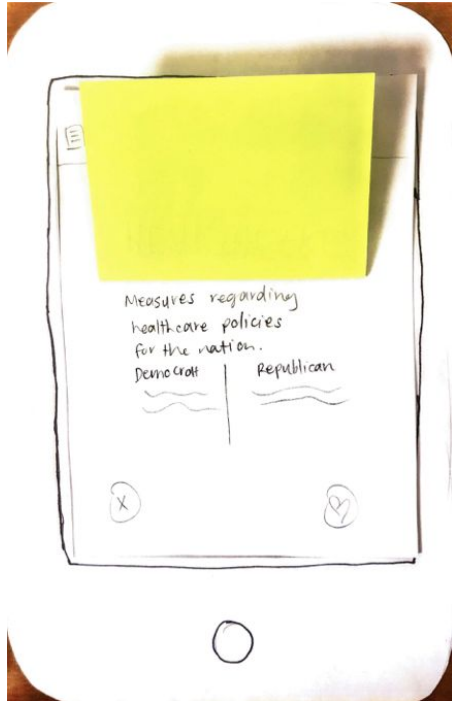 Measures regarding
healthcare policies
for the nation.
Democrat Republican
X